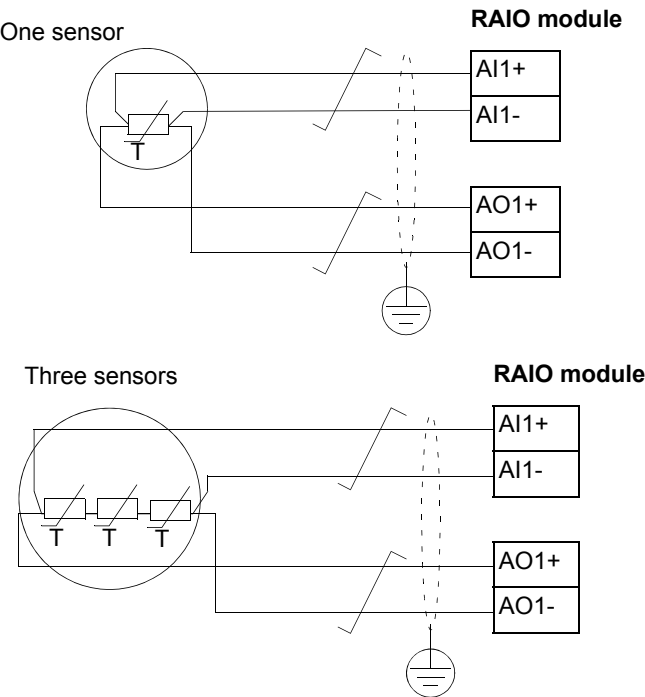 RAIO module
One sensor
AI1+
AI1-
T
AO1+
AO1-
Three sensors
RAIO module
AI1+
AI1-
T T T
AO1+
AO1-